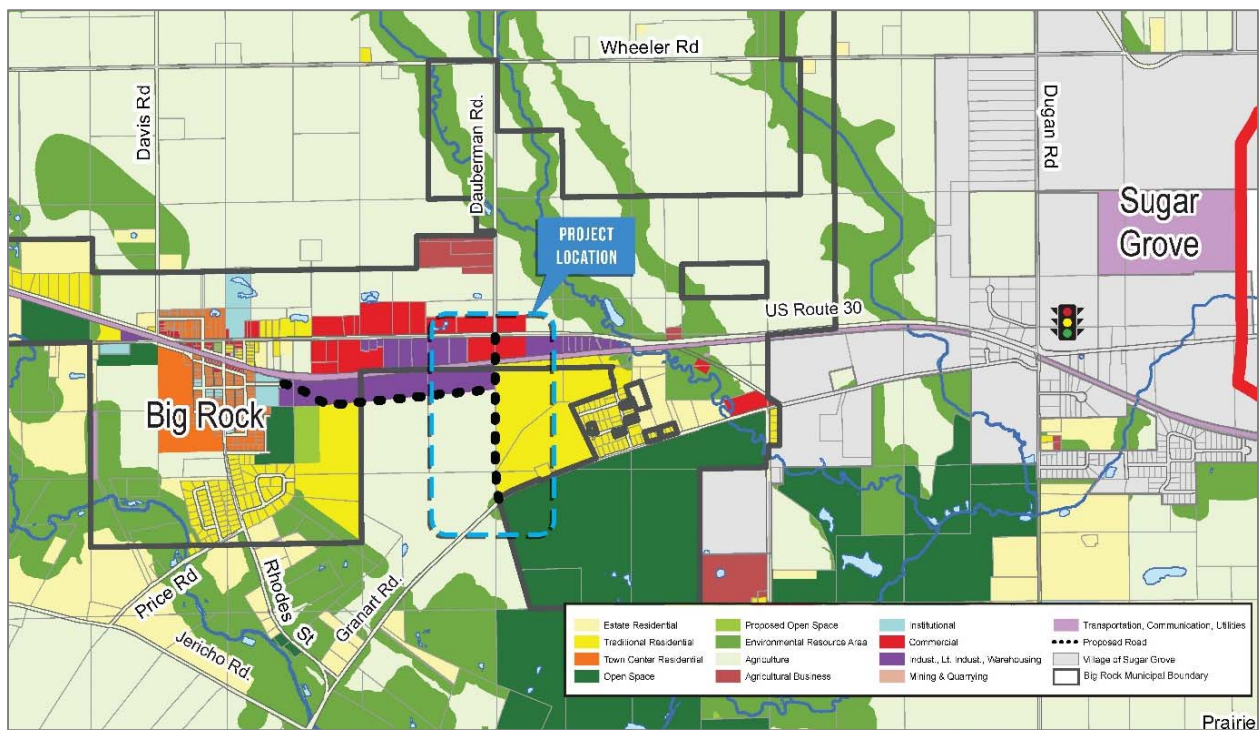 Wheeler Rd
Davis Rd
Dauberman Rd.
Dugan Rd
Sugar
Grove
PROJECT
LOCATION
US Route 30
Big Rock
Price Rd
Rhodes
St
Granart Rd.
Jericho Rd.
Estate Residential
Traditional Residential
Town Center Residential
Open Space
Proposed Open Space
Environmental Resource Area
Agriculture
Agricultural Business
Institutional
Commercial
Indust., Lt. Indust., Warehousing
Mining & Quarrying
Transportation, Communication, Utilities
Proposed Road
Village of Sugar Grove
Big Rock Municipal Boundary
Prairie